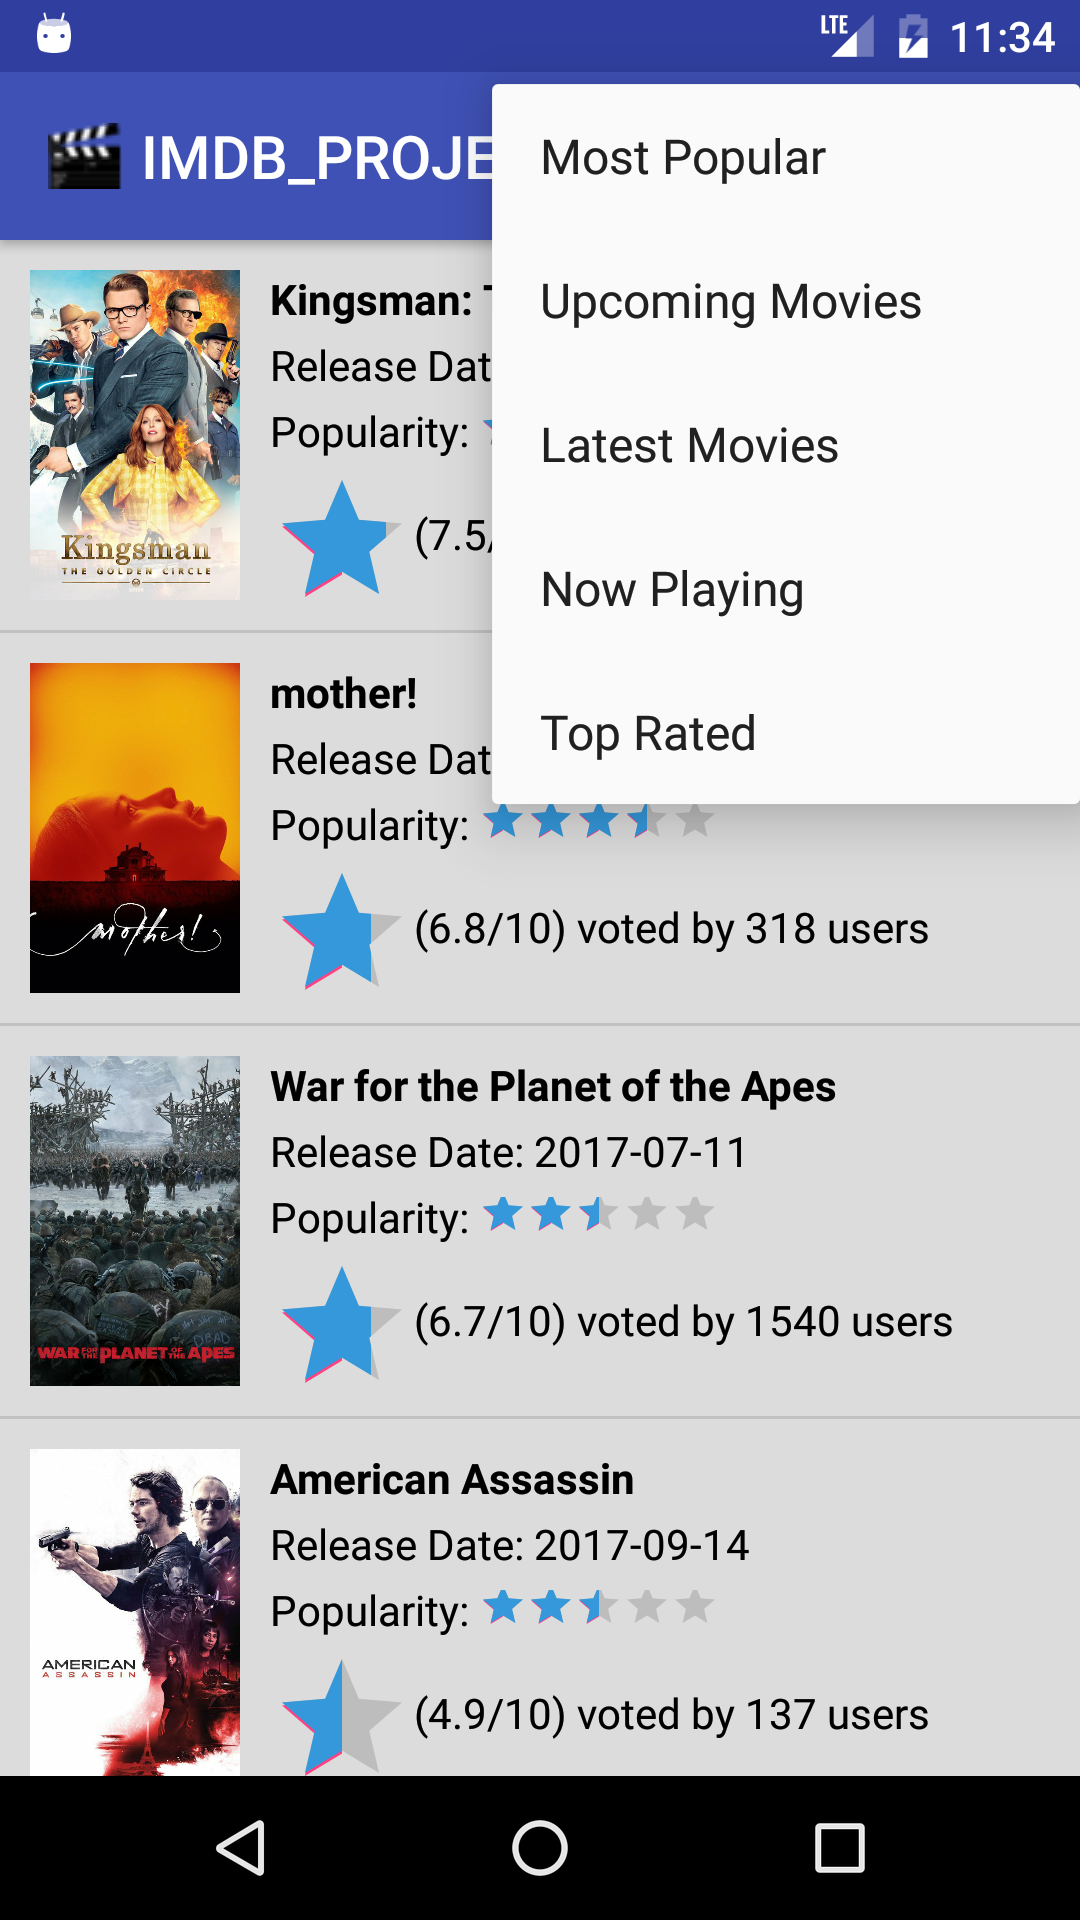 LTE 11:34
IMDB_PROJE
Most Popular
Upcoming Movies
Latest Movies
Now Playing
Top Rated
Kingsman:
Release Dat
Popularity:
(7.5/
Kingsman
THE GOLDEN CIRCLE
mother!
Release Dat
Popularity:
(6.8/10) voted by 318 users
mother!
War for the Planet of the Apes
Release Date: 2017-07-11
Popularity:
(6.7/10) voted by 1540 users
WAR FOR THE PLANET OF THE APES
American Assassin
Release Date: 2017-09-14
Popularity:
(4.9/10) voted by 137 users
AMERICAN
ASSASSIN